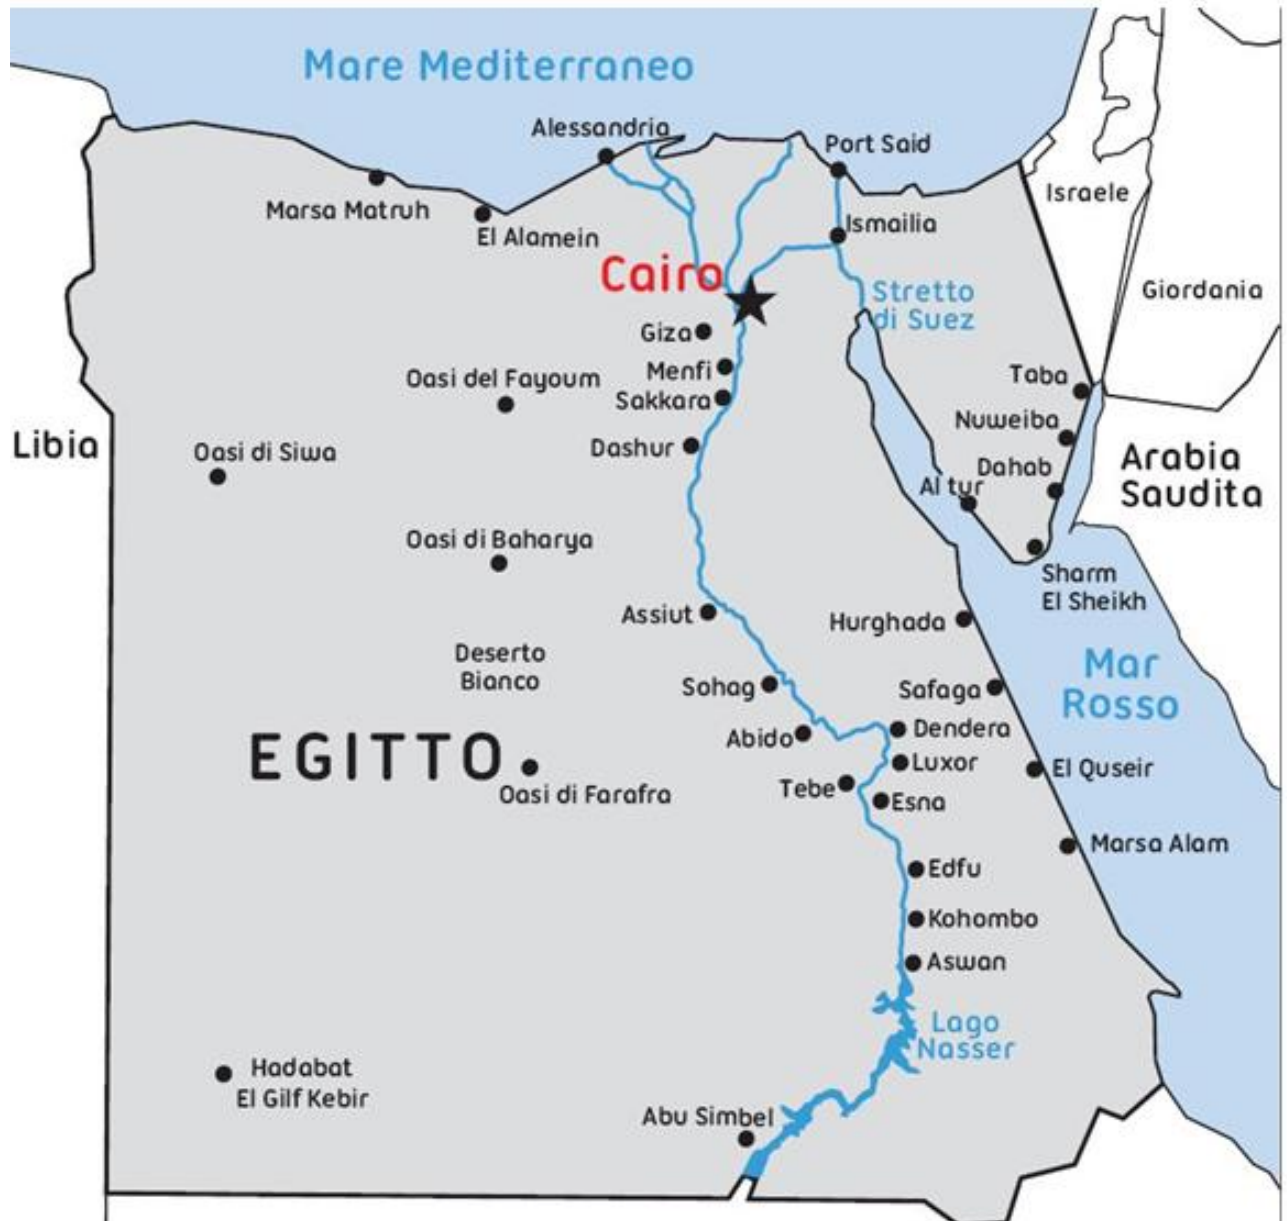 Mare Mediterraneo
Alessandria
Port Said
Marsa Matruh
El Alamein
Ismailia
Israele
Cairo
Stretto
di Suez
Giordania
Giza
Menfi
Oasi del Fayoum
Sakkara
Taba
Nuweiba
Libia
Oasi di Siwa
Dashur
Dahab
Al tur
Arabia
Saudita
Oasi di Baharya
Sharm
El Sheikh
Assiut
Hurghada
Deserto
Bianco
Mar
Rosso
Sohag
Safaga
Abido
Dendera
EGITTO
Luxor
El Quseir
Tebe
Esna
Oasi di Farafra
Marsa Alam
Edfu
Kohombo
Aswan
Lago
Nasser
Hadabat
El Gilf Kebir
Abu Simbel